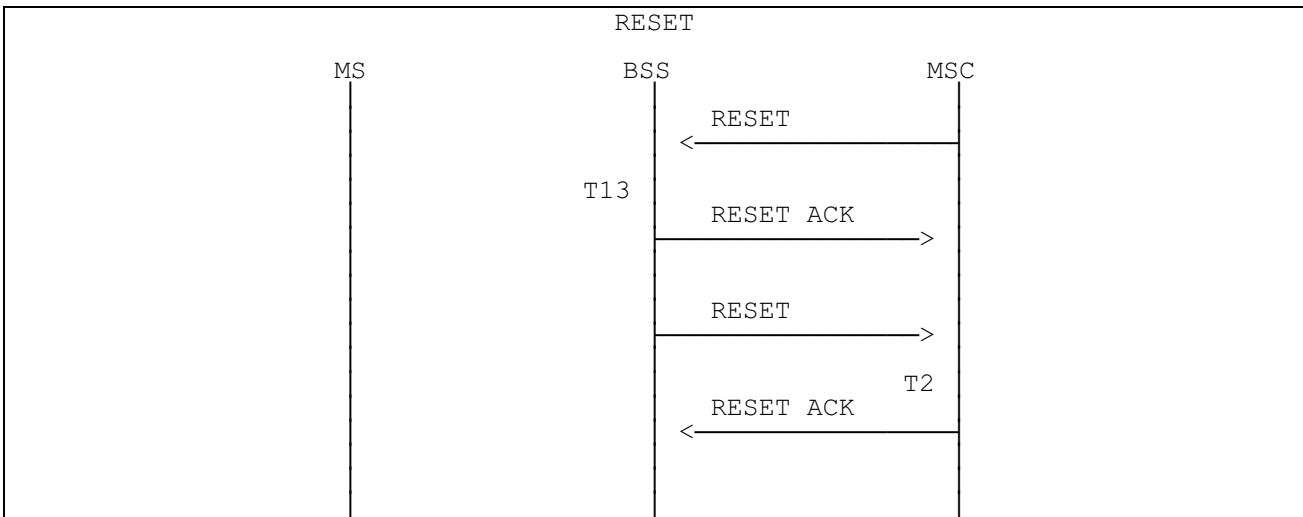 RESET
MS BSS MSC
RESET
T13
RESET ACK
RESET
T2
RESET ACK